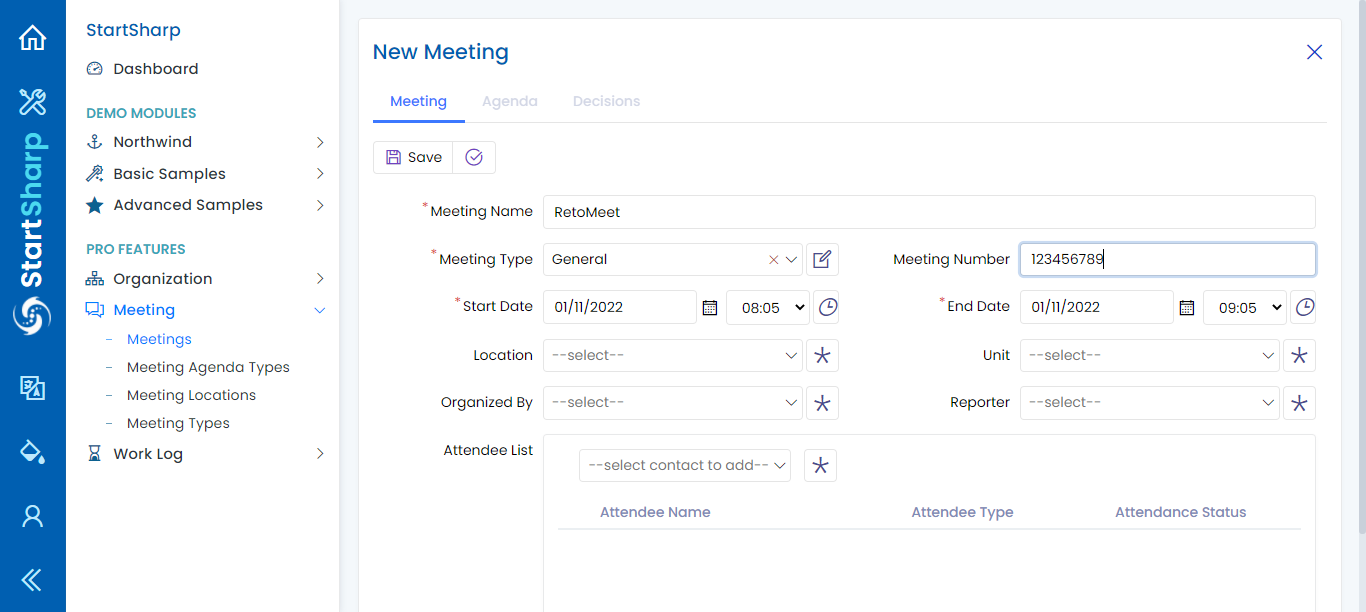 StartSharp
StartSharp
Dashboard
DEMO MODULES
Northwind
Basic Samples
Advanced Samples
PRO FEATURES
Organization
Meeting
– Meetings
– Meeting Agenda Types
– Meeting Locations
– Meeting Types
Work Log
New Meeting
Meeting Agenda Decisions
Save
*Meeting Name RetoMeet
*Meeting Type General Meeting Number 123456789
*Start Date 01/11/2022 08:05 *End Date 01/11/2022 09:05
Location --select-- Unit --select--
Organized By --select-- Reporter --select--
Attendee List
--select contact to add--
Attendee Name Attendee Type Attendance Status